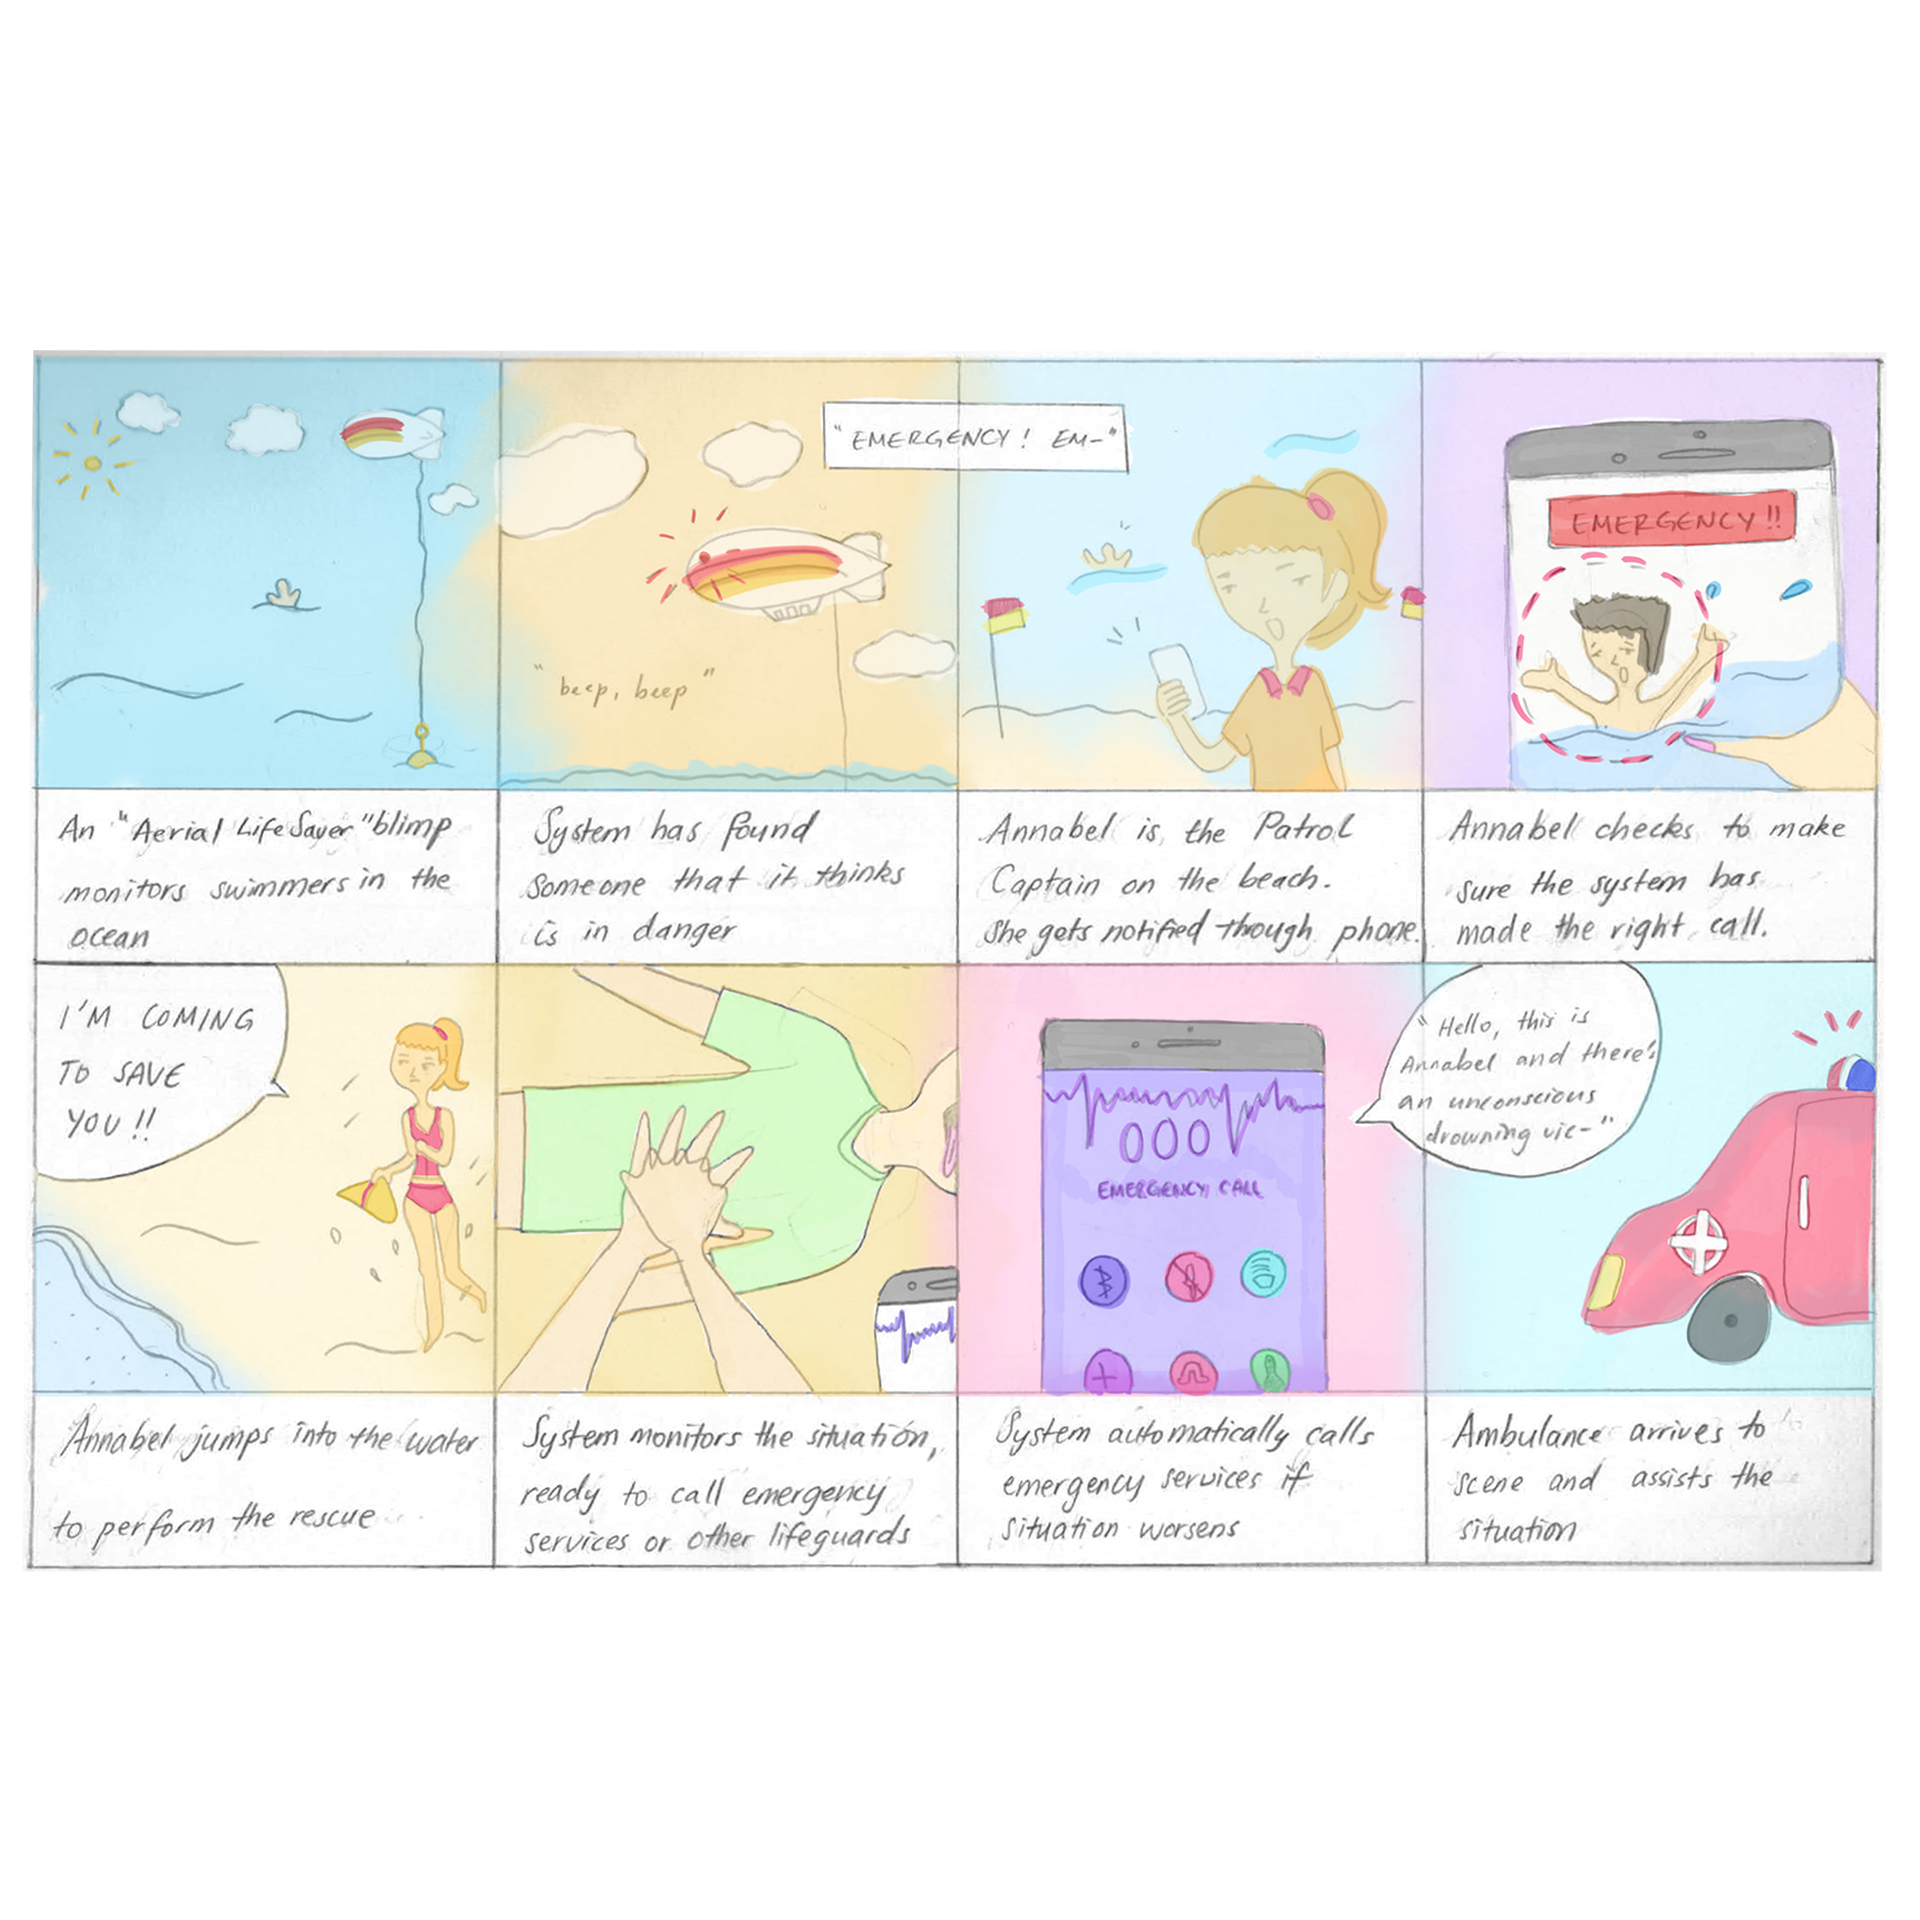 "EMERGENCY! EM-"
"beep, beep"
EMERGENCY!!
An "Aerial LifeSaver" blimp
monitors swimmers in the
ocean
System has found
someone that it thinks
is in danger
Annabel is the Patrol
Captain on the beach.
She gets notified though phone.
Annabel checks to make
sure the system has
made the right call.
I'M COMING
TO SAVE
YOU!!
000
EMERGENCY CALL
"Hello, this is
Annabel and there's
an unconscious
drowning vic-"
Annabel jumps into the water
to perform the rescue
System monitors the situation,
ready to call emergency
services or other lifeguards
System automatically calls
emergency services if
situation worsens
Ambulance arrives to
scene and assists the
situation